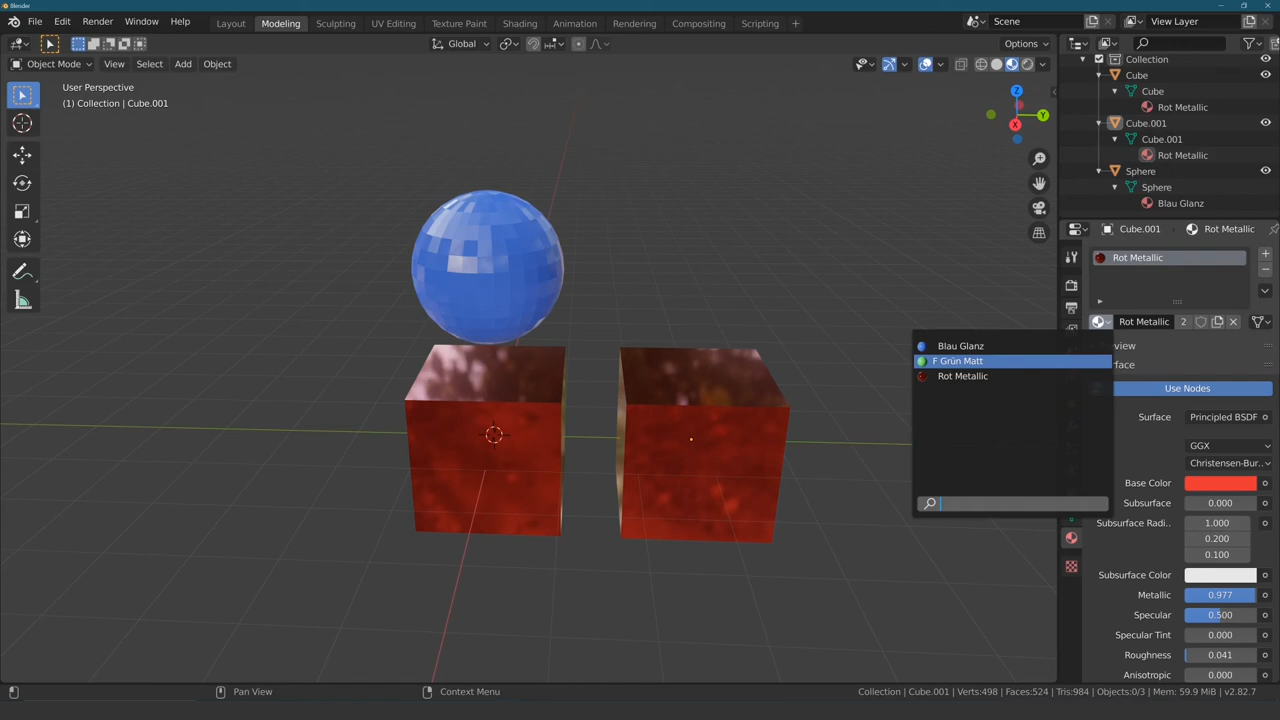 Blender
File Edit Render Window Help Layout Modeling Sculpting UV Editing Texture Paint Shading Animation Rendering Compositing Scripting + Scene View Layer
Global Options
Object Mode View Select Add Object
User Perspective
(1) Collection | Cube.001
Z
Y
X
Collection
Cube
Cube
Rot Metallic
Cube.001
Cube.001
Rot Metallic
Sphere
Sphere
Blau Glanz
Cube.001 Rot Metallic
Rot Metallic
Rot Metallic 2
Blau Glanz
F Grün Matt
Rot Metallic
view
face
Use Nodes
Surface Principled BSDF
GGX
Christensen-Bur..
Base Color
Subsurface 0.000
Subsurface Radi.. 1.000
0.200
0.100
Subsurface Color
Metallic 0.977
Specular 0.500
Specular Tint 0.000
Roughness 0.041
Anisotropic 0.000
Pan View Context Menu Collection | Cube.001 | Verts:498 | Faces:524 | Tris:984 | Objects:0/3 | Mem: 59.9 MiB | v2.82.7